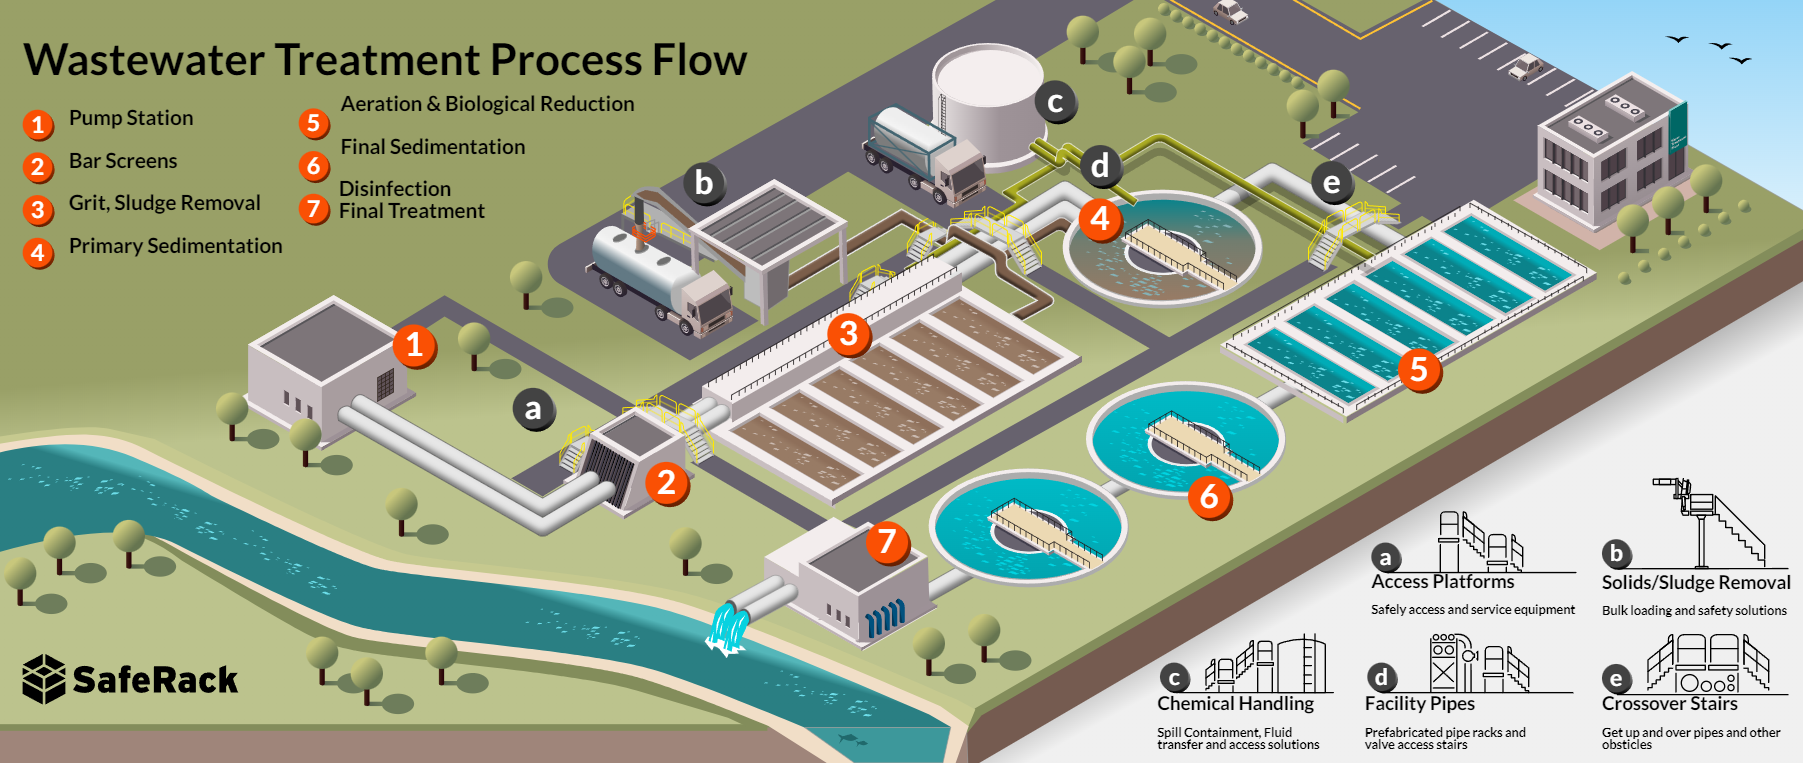 Wastewater Treatment Process Flow
1 Pump Station
2 Bar Screens
3 Grit, Sludge Removal
4 Primary Sedimentation
5 Aeration & Biological Reduction
6 Final Sedimentation
7 Disinfection
Final Treatment
c
b
d
e
4
1
3
a
5
2
6
7
SafeRack
a
Access Platforms
Safely access and service equipment
b
Solids/Sludge Removal
Bulk loading and safety solutions
c
Chemical Handling
Spill Containment, Fluid
transfer and access solutions
d
Facility Pipes
Prefabricated pipe racks and
valve access stairs
e
Crossover Stairs
Get up and over pipes and other
obsticles